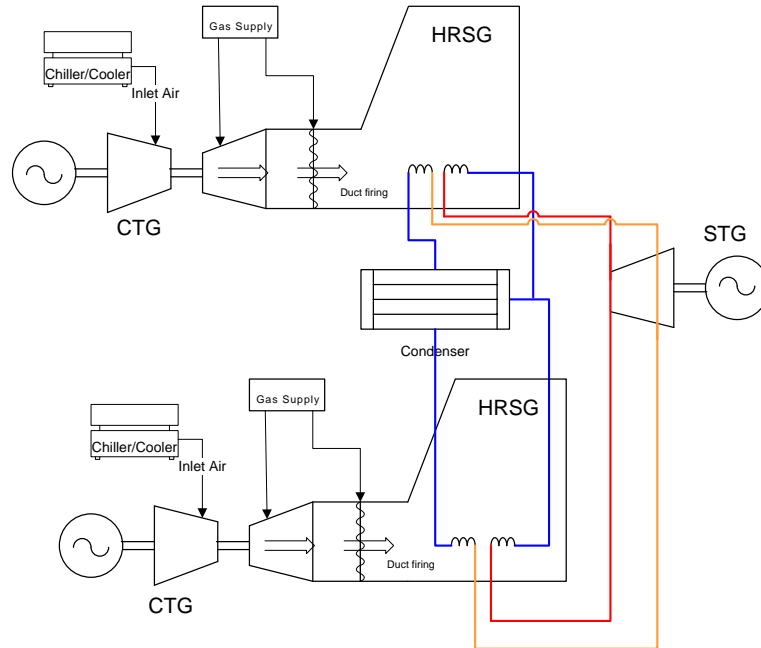 Gas Supply
HRSG
Chiller/Cooler
Inlet Air
Duct firing
CTG
STG
Condenser
Gas Supply
HRSG
Chiller/Cooler
Inlet Air
Duct firing
CTG